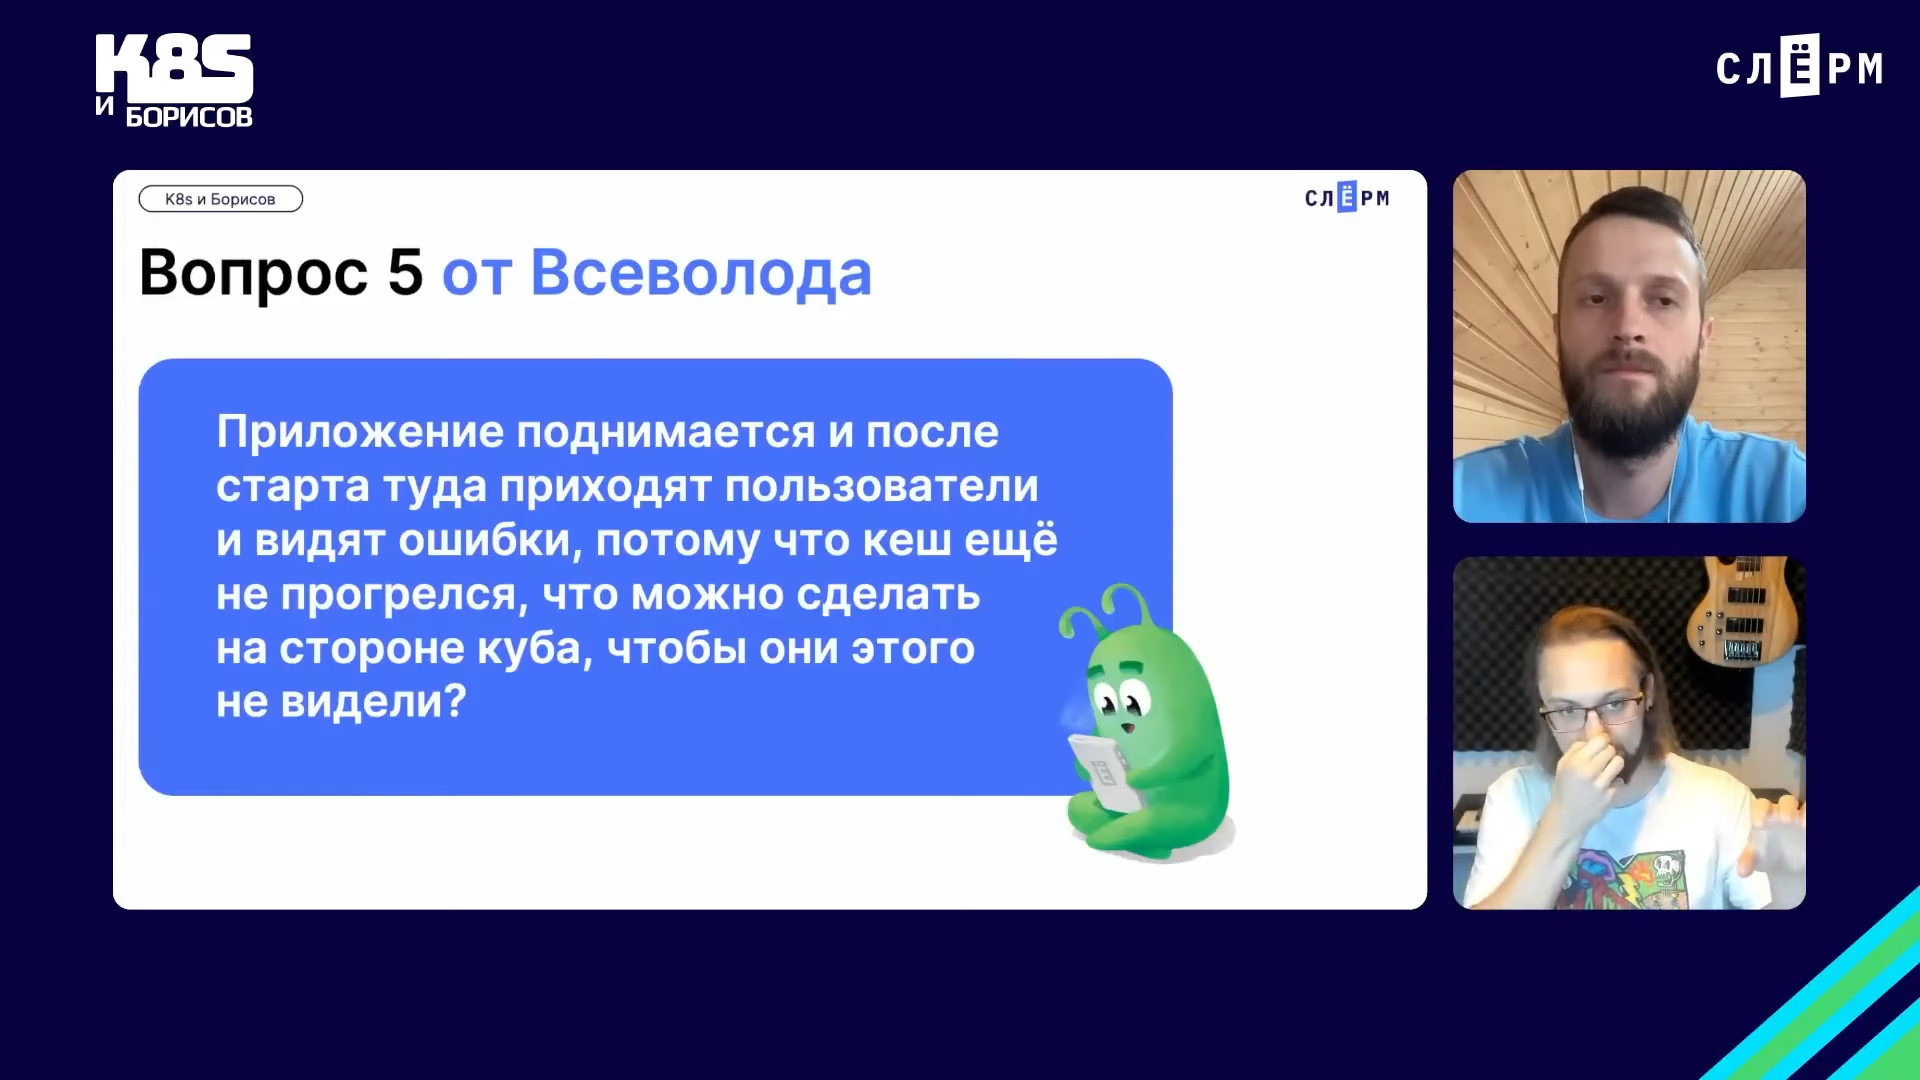 K8S
И БОРИСОВ
СЛЁРМ
K8s и Борисов
СЛЁРМ
Вопрос 5 от Всеволода
Приложение поднимается и после
старта туда приходят пользователи
и видят ошибки, потому что кеш ещё
не прогрелся, что можно сделать
на стороне куба, чтобы они этого
не видели?